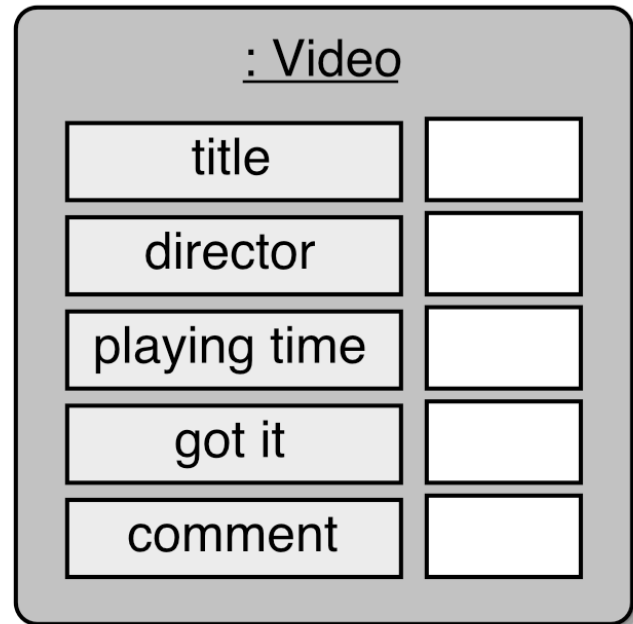 : Video
title
director
playing time
got it
comment